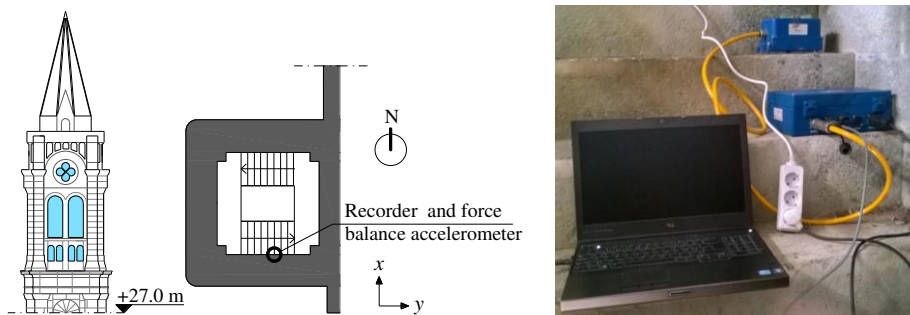 +27.0 m
N
Recorder and force
balance accelerometer
x
y